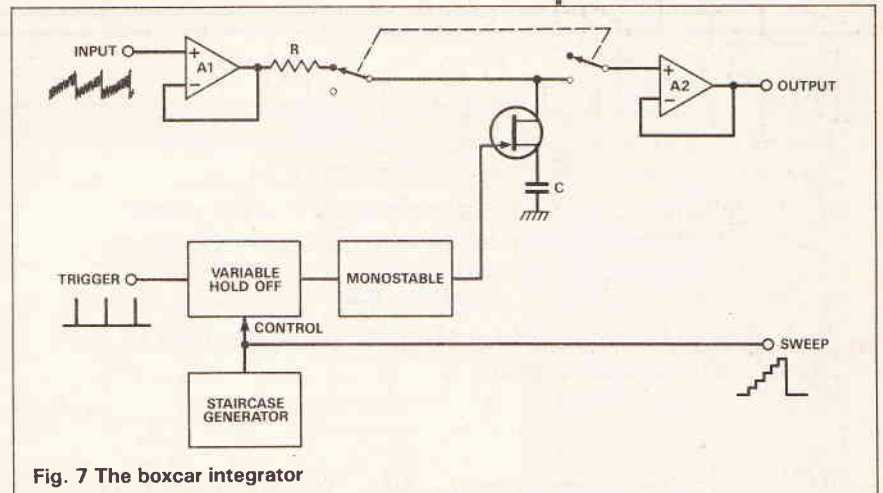 INPUT
+
A1
−
R
+
A2
−
OUTPUT
C
TRIGGER
VARIABLE
HOLD OFF
MONOSTABLE
CONTROL
SWEEP
STAIRCASE
GENERATOR
Fig. 7 The boxcar integrator